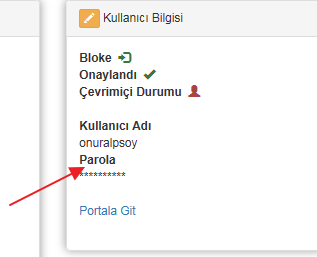 Kullanıcı Bilgisi
Bloke
Onaylandı
Çevrimiçi Durumu
Kullanıcı Adı
onuralpsoy
Parola
**********
Portala Git